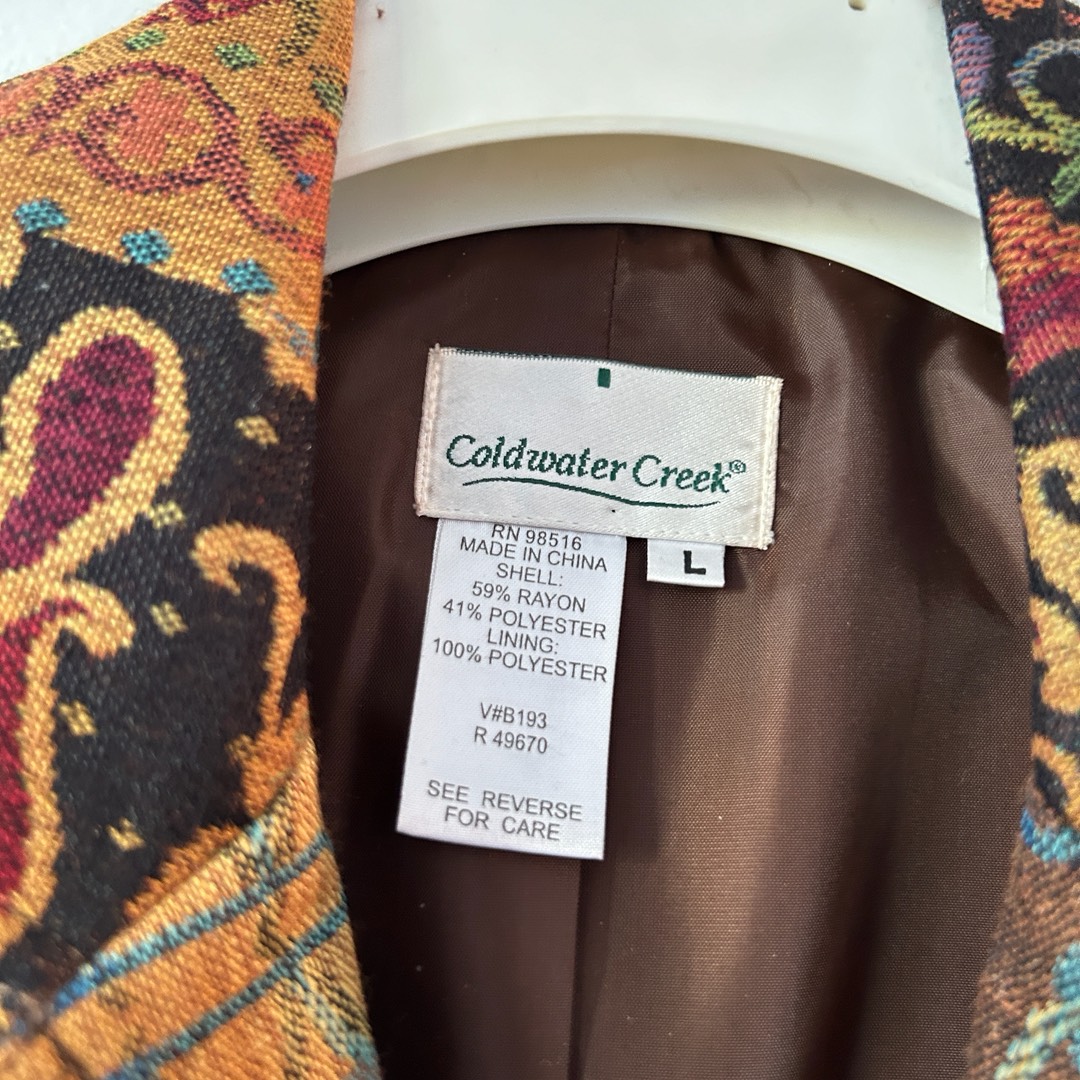 Coldwater Creek®
RN 98516
MADE IN CHINA
SHELL:
59% RAYON
41% POLYESTER
LINING:
100% POLYESTER
V#B193
R 49670
SEE REVERSE
FOR CARE
L